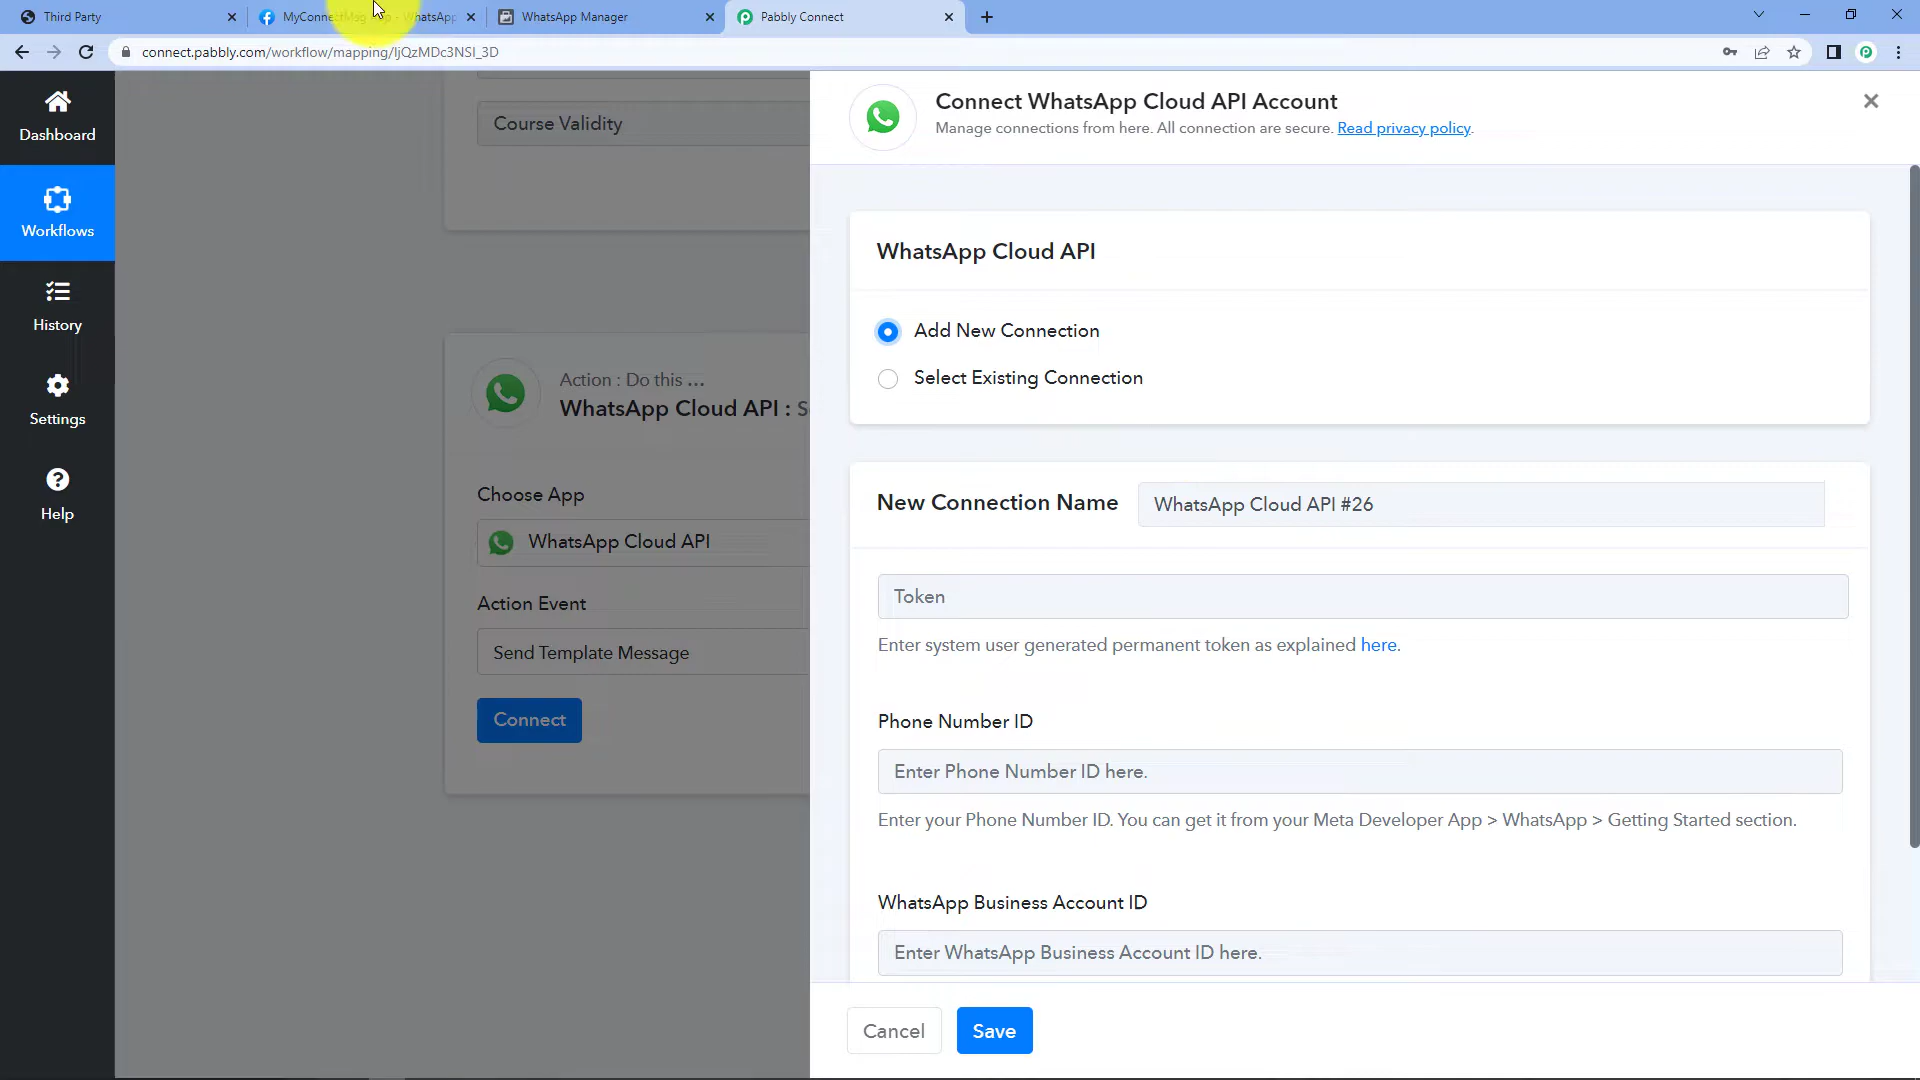 Third Party
WhatsApp Manager
Pabbly Connect
connect.pabbly.com/workflow/mapping/IjQzMDc3NSI_3D
Dashboard
Workflows
History
Settings
Help
Course Validity
Action : Do this ...
WhatsApp Cloud API :
Choose App
WhatsApp Cloud API
Action Event
Send Template Message
Connect
Connect WhatsApp Cloud API Account
Manage connections from here. All connection are secure. Read privacy policy.
WhatsApp Cloud API
Add New Connection
Select Existing Connection
New Connection Name
WhatsApp Cloud API #26
Token
Enter system user generated permanent token as explained here.
Phone Number ID
Enter Phone Number ID here.
Enter your Phone Number ID. You can get it from your Meta Developer App > WhatsApp > Getting Started section.
WhatsApp Business Account ID
Enter WhatsApp Business Account ID here.
Cancel
Save